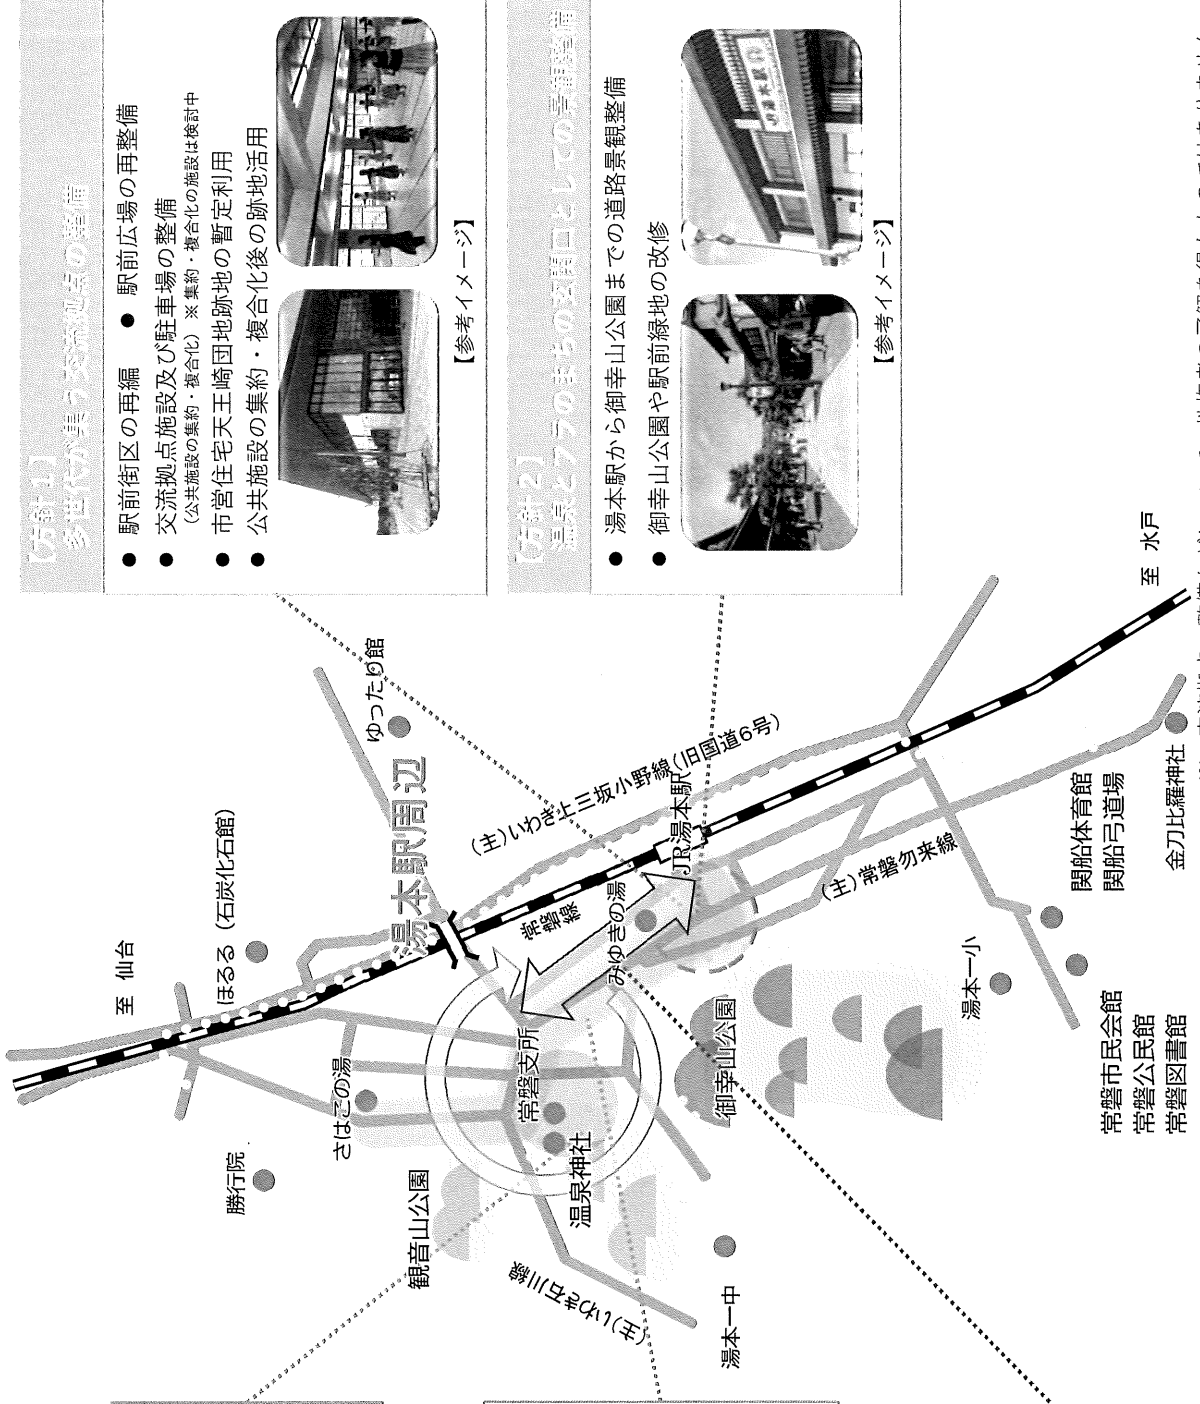 【方針1】
多世代が集う交流拠点の整備
● 駅前街区の再編 ● 駅前広場の再整備
● 交流拠点施設及び駐車場の整備
(公共施設の集約・複合化) ※ 集約・複合化の施設は検討中
● 市営住宅天王崎団地跡地の暫定利用
● 公共施設の集約・複合化後の跡地活用
【参考イメージ】
【方針2】
温泉とフラのまちの玄関口としての景観整備
● 湯本駅から御幸山公園までの道路景観整備
● 御幸山公園や駅前緑地の改修
JR湯本駅
【参考イメージ】
至 仙台
ほるる(石炭化石館)
湯本駅周辺
ゆったり館
(主)いわき上三坂小野線(旧国道6号)
JR湯本駅
常磐線
みゆきの湯
(主)常磐勿来線
至 水戸
勝行院
さはこの湯
観音山公園
常磐支所
温泉神社
(主)いわき石川線
御幸山公園
湯本一中
湯本一小
関船体育館
関船弓道場
金刀比羅神社
常磐市民会館
常磐公民館
常磐図書館